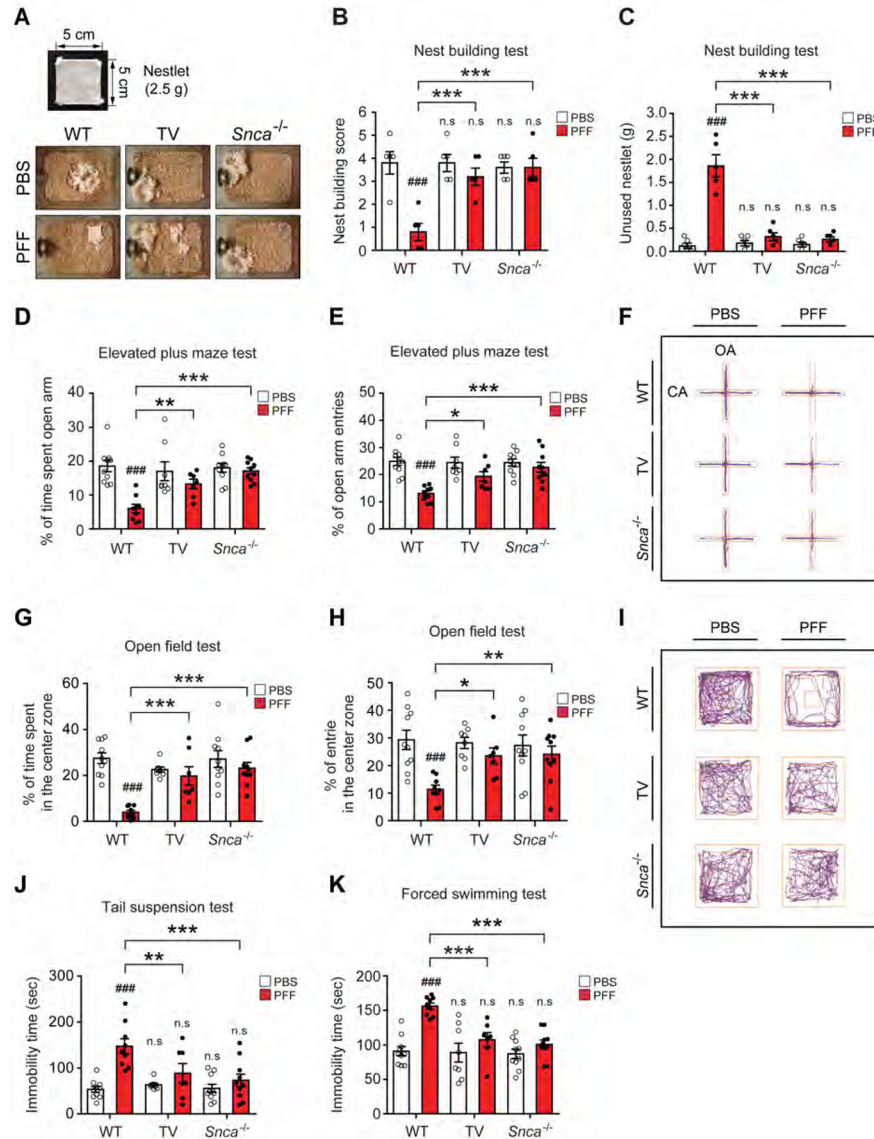 A
5 cm
5 cm
Nestlet
(2.5 g)
WT TV Snca-/-
PBS
PFF
B
Nest building test
***
***
n.s n.s n.s n.s
###
PBS
PFF
Nest building score
6
5
4
3
2
1
0
WT TV Snca-/-
C
Nest building test
***
***
###
n.s n.s n.s n.s
PBS
PFF
Unused nestlet (g)
3.0
2.5
2.0
1.5
1.0
0.5
0.0
WT TV Snca-/-
D
Elevated plus maze test
***
**
###
PBS
PFF
% of time spent open arm
40
30
20
10
0
WT TV Snca-/-
E
Elevated plus maze test
***
*
###
PBS
PFF
% of open arm entries
50
40
30
20
10
0
WT TV Snca-/-
F
PBS PFF
OA
CA
WT
TV
Snca-/-
G
Open field test
***
***
###
PBS
PFF
% of time spent
in the center zone
60
40
20
0
WT TV Snca-/-
H
Open field test
**
*
###
PBS
PFF
% of entrie
in the center zone
60
50
40
30
20
10
0
WT TV Snca-/-
I
PBS PFF
WT
TV
Snca-/-
J
Tail suspension test
***
**
###
n.s n.s n.s n.s
PBS
PFF
Immobility time (sec)
300
200
100
0
WT TV Snca-/-
K
Forced swimming test
***
***
###
n.s n.s n.s n.s
PBS
PFF
Immobility time (sec)
200
150
100
50
0
WT TV Snca-/-